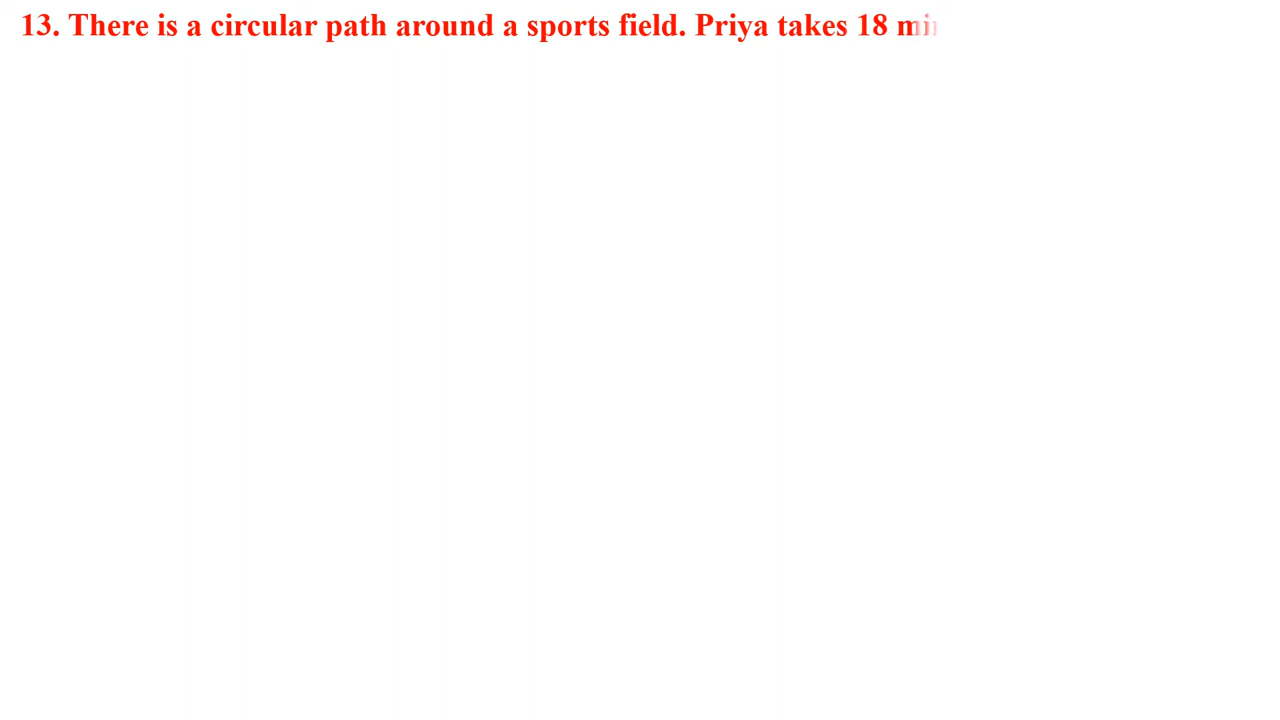 13. There is a circular path around a sports field. Priya takes 18